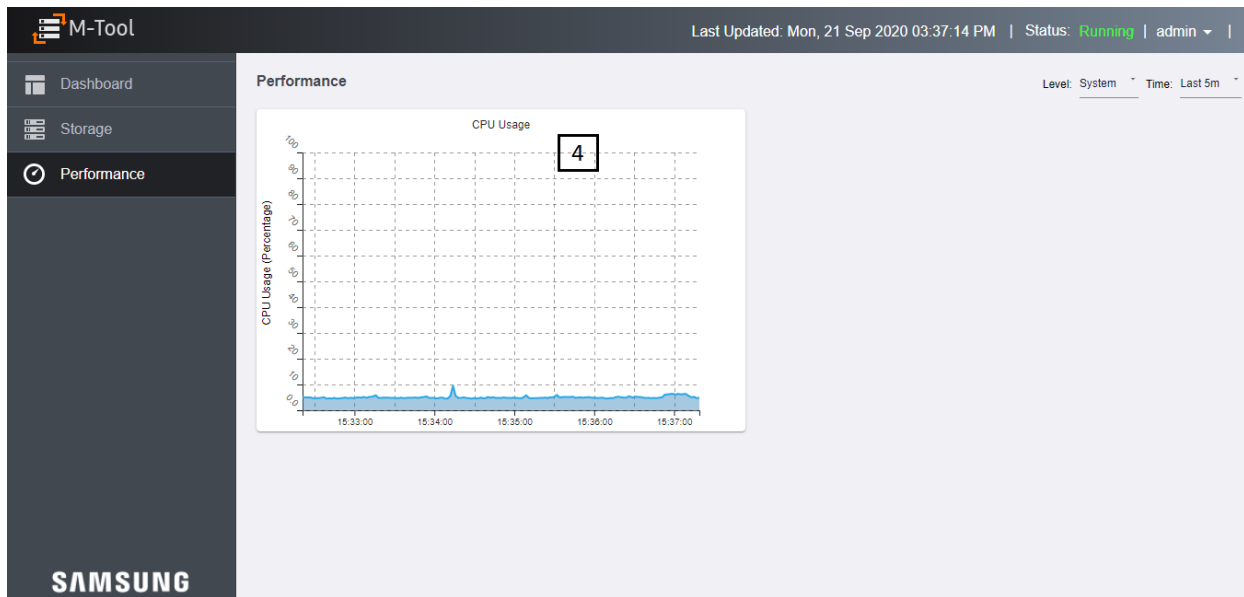 M-Tool
Last Updated: Mon, 21 Sep 2020 03:37:14 PM | Status: Running | admin |
Dashboard
Storage
Performance
Performance
Level: System Time: Last 5m
CPU Usage
4
CPU Usage (Percentage)
100
90
80
70
60
50
40
30
20
10
0.0
15:33:00 15:34:00 15:35:00 15:36:00 15:37:00
SAMSUNG